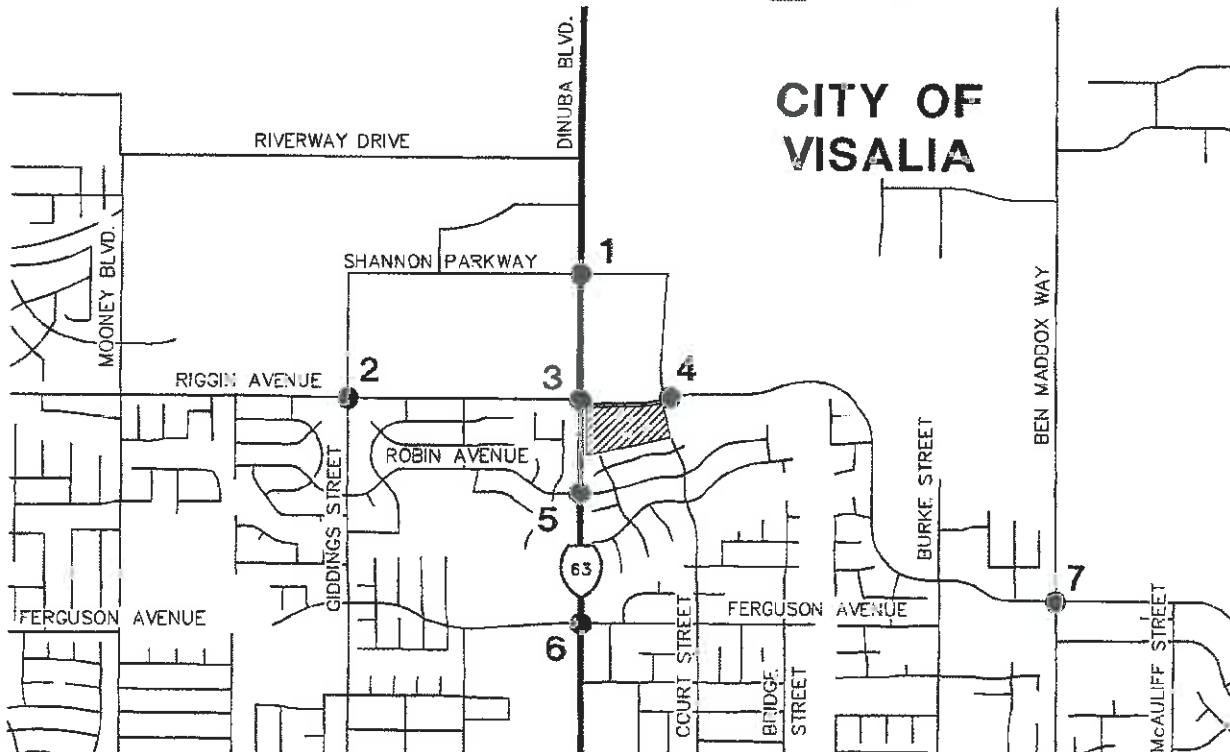 DINUBA BLVD.
CITY OF
VISALIA
RIVERWAY DRIVE
MOONEY BLVD.
SHANNON PARKWAY
1
BEN MADDOX WAY
RIGGIN AVENUE
2
3
4
ROBIN AVENUE
GIDDINGS STREET
5
BURKE STREET
63
7
FERGUSON AVENUE
FERGUSON AVENUE
6
COURT STREET
BRIDGE
STREET
McAULIFF STREET